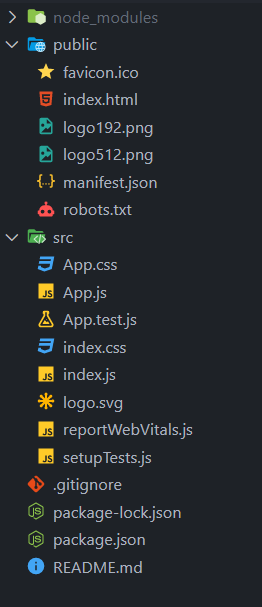 node_modules
public
favicon.ico
index.html
logo192.png
logo512.png
manifest.json
robots.txt
src
App.css
App.js
App.test.js
index.css
index.js
logo.svg
reportWebVitals.js
setupTests.js
.gitignore
package-lock.json
package.json
README.md